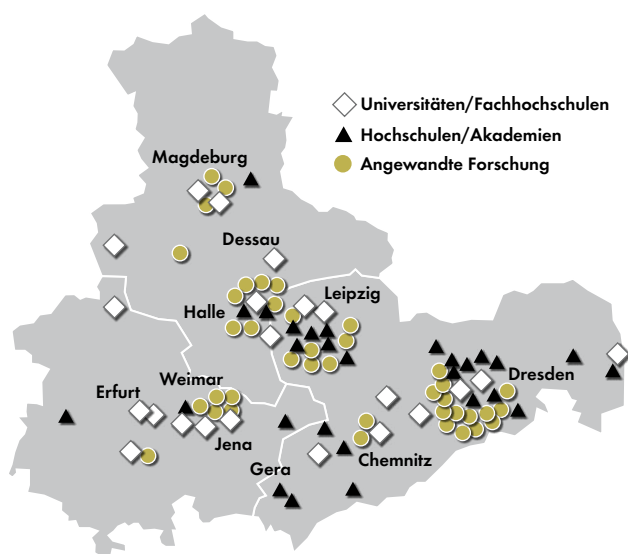 Universitäten/Fachhochschulen
Hochschulen/Akademien
Angewandte Forschung
Magdeburg
Dessau
Halle
Leipzig
Weimar
Erfurt
Dresden
Jena
Gera
Chemnitz